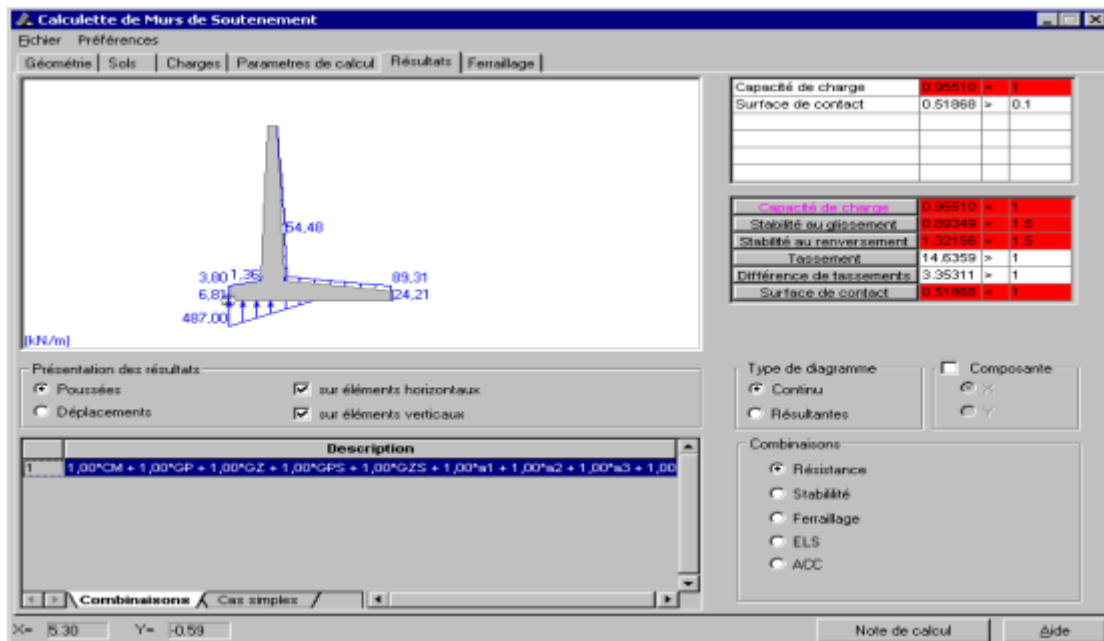 Calculette de Murs de Soutenement
Fichier Préférences
Géométrie Sols Charges Parametres de calcul Résultats Ferraillage
54,48
3,80 1,36 89,31
6,81 24,21
487,00
[kN/m]
Capacité de charge 0.95510 < 1
Surface de contact 0.51868 > 0.1
Capacité de charge 0.95510 < 1
Stabilité au glissement 0.89349 < 1.5
Stabilité au renversement 1.32156 < 1.5
Tassement 14.6359 > 1
Différence de tassements 3.35311 > 1
Surface de contact 0.51868 < 1
Présentation des résultats
Poussées sur éléments horizontaux
Déplacements sur éléments verticaux
Type de diagramme
Continu
Résultantes
Composante
X
Y
Description
1 1,00*CM + 1,00*GP + 1,00*GZ + 1,00*GPS + 1,00*GZS + 1,00*a1 + 1,00*a2 + 1,00*a3 + 1,00
Combinaisons Cas simples
Combinaisons
Résistance
Stabililité
Ferraillage
ELS
ACC
X= 5.30 Y= -0.59 Note de calcul Aide